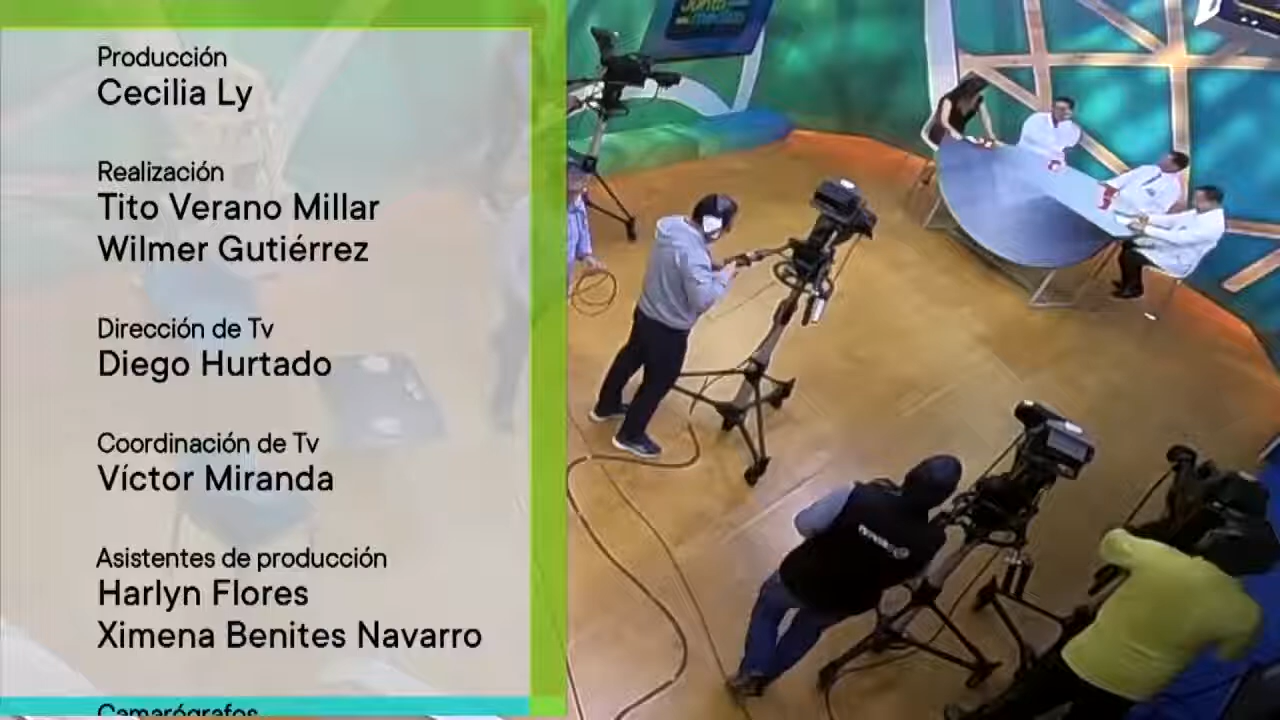 Producción
Cecilia Ly
Realización
Tito Verano Millar
Wilmer Gutiérrez
Dirección de Tv
Diego Hurtado
Coordinación de Tv
Víctor Miranda
Asistentes de producción
Harlyn Flores
Ximena Benites Navarro
Camarógrafos